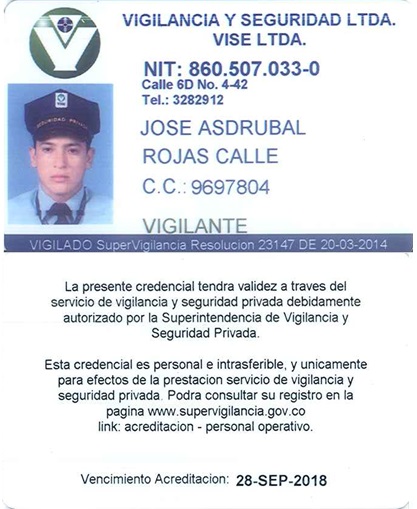 VIGILANCIA Y SEGURIDAD LTDA.
VISE LTDA.
NIT: 860.507.033-0
Calle 6D No. 4-42
Tel.: 3282912
SEGURIDAD PRIVADA
JOSE ASDRUBAL
ROJAS CALLE
C.C.: 9697804
VIGILANTE
VIGILADO SuperVigilancia Resolucion 23147 DE 20-03-2014
La presente credencial tendra validez a traves del
servicio de vigilancia y seguridad privada debidamente
autorizado por la Superintendencia de Vigilancia y
Seguridad Privada.
Esta credencial es personal e intrasferible, y unicamente
para efectos de la prestacion servicio de vigilancia y
seguridad privada. Podra consultar su registro en la
pagina www.supervigilancia.gov.co
link: acreditacion - personal operativo.
Vencimiento Acreditacion: 28-SEP-2018